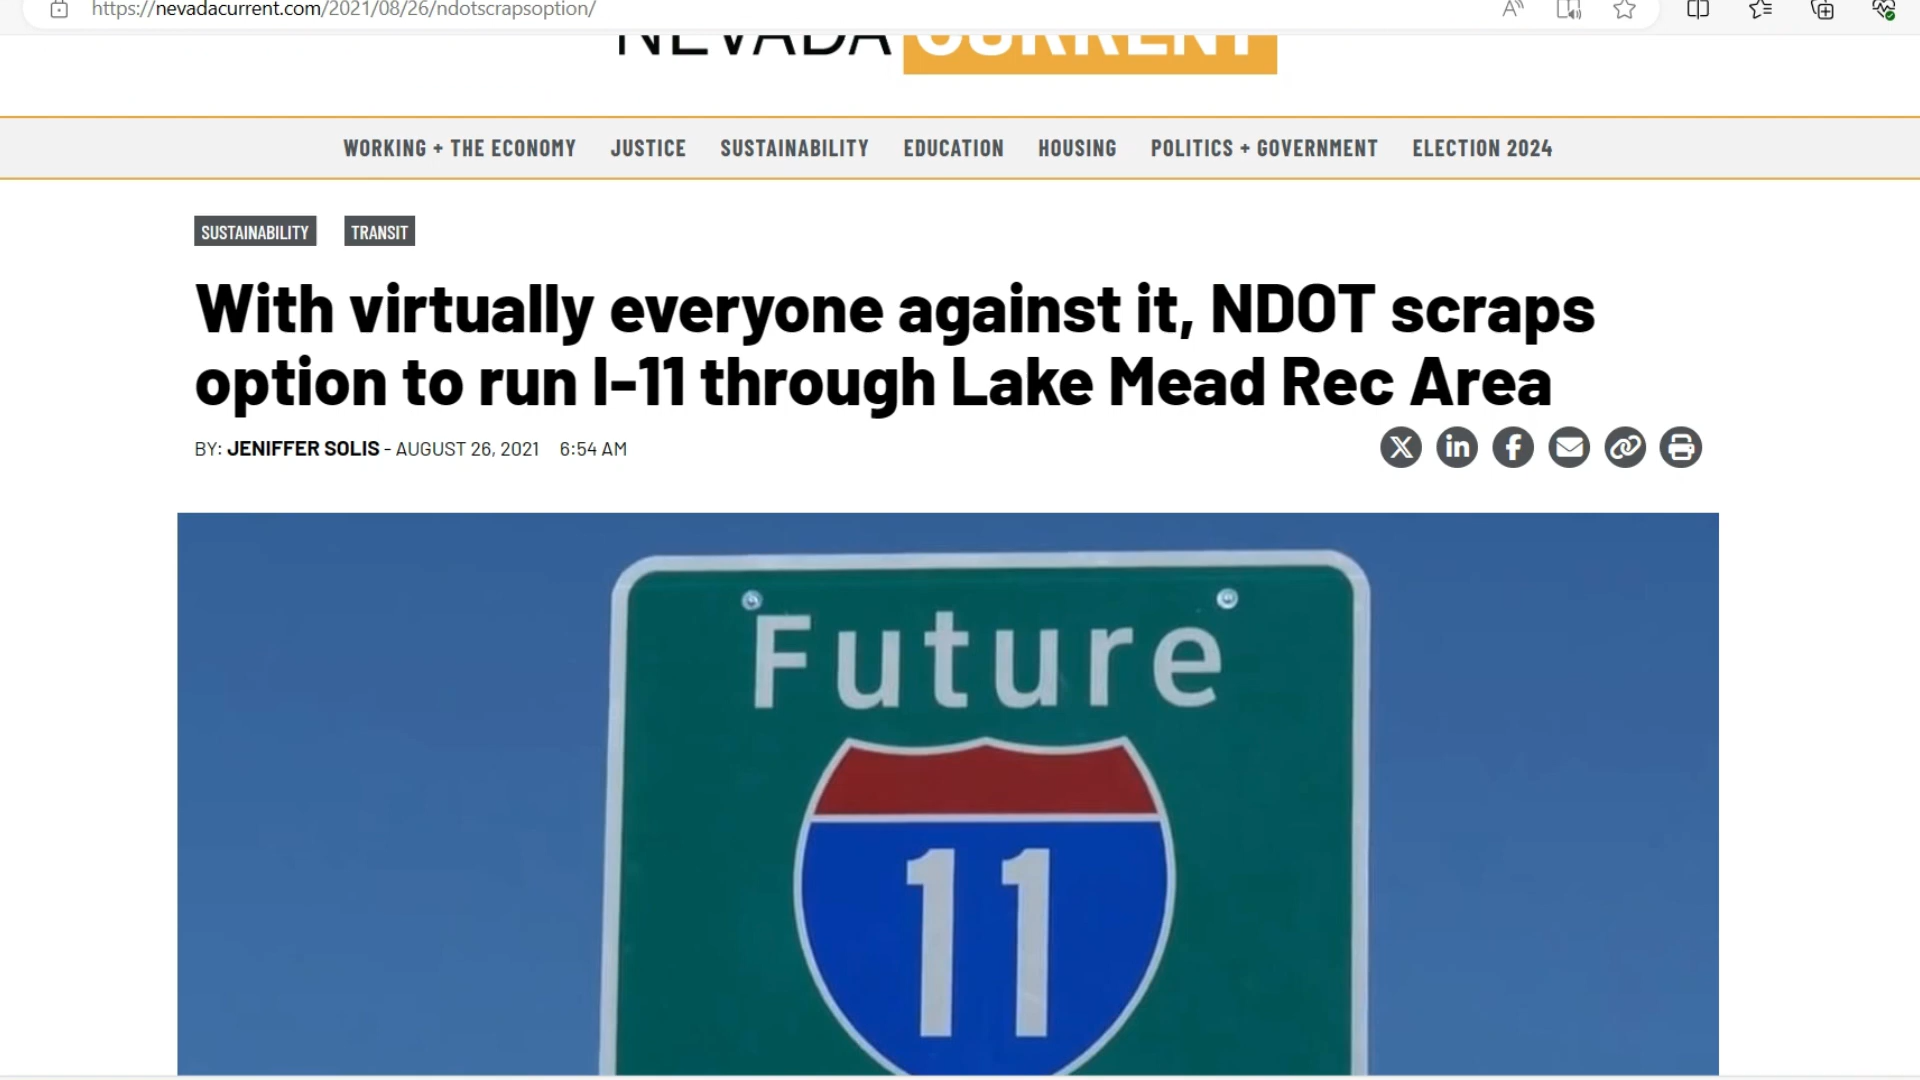 https://nevadacurrent.com/2021/08/26/ndotscrapsoption/
NEVADA CURRENT
WORKING + THE ECONOMY JUSTICE SUSTAINABILITY EDUCATION HOUSING POLITICS + GOVERNMENT ELECTION 2024
SUSTAINABILITY TRANSIT
With virtually everyone against it, NDOT scraps
option to run I-11 through Lake Mead Rec Area
BY: JENIFFER SOLIS - AUGUST 26, 2021 6:54 AM
Future
11